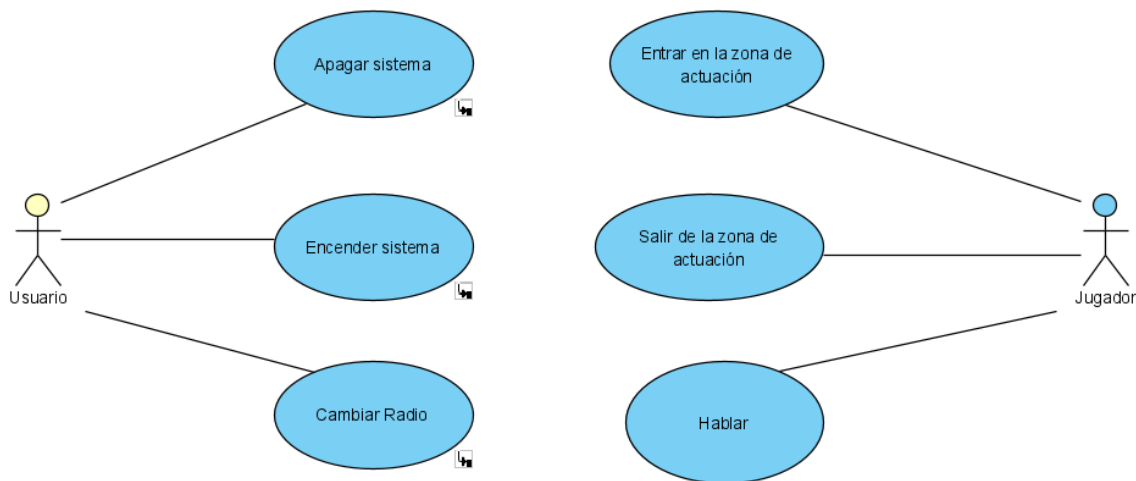 Apagar sistema
Entrar en la zona de
actuación
Encender sistema
Salir de la zona de
actuación
Usuario
Jugador
Cambiar Radio
Hablar